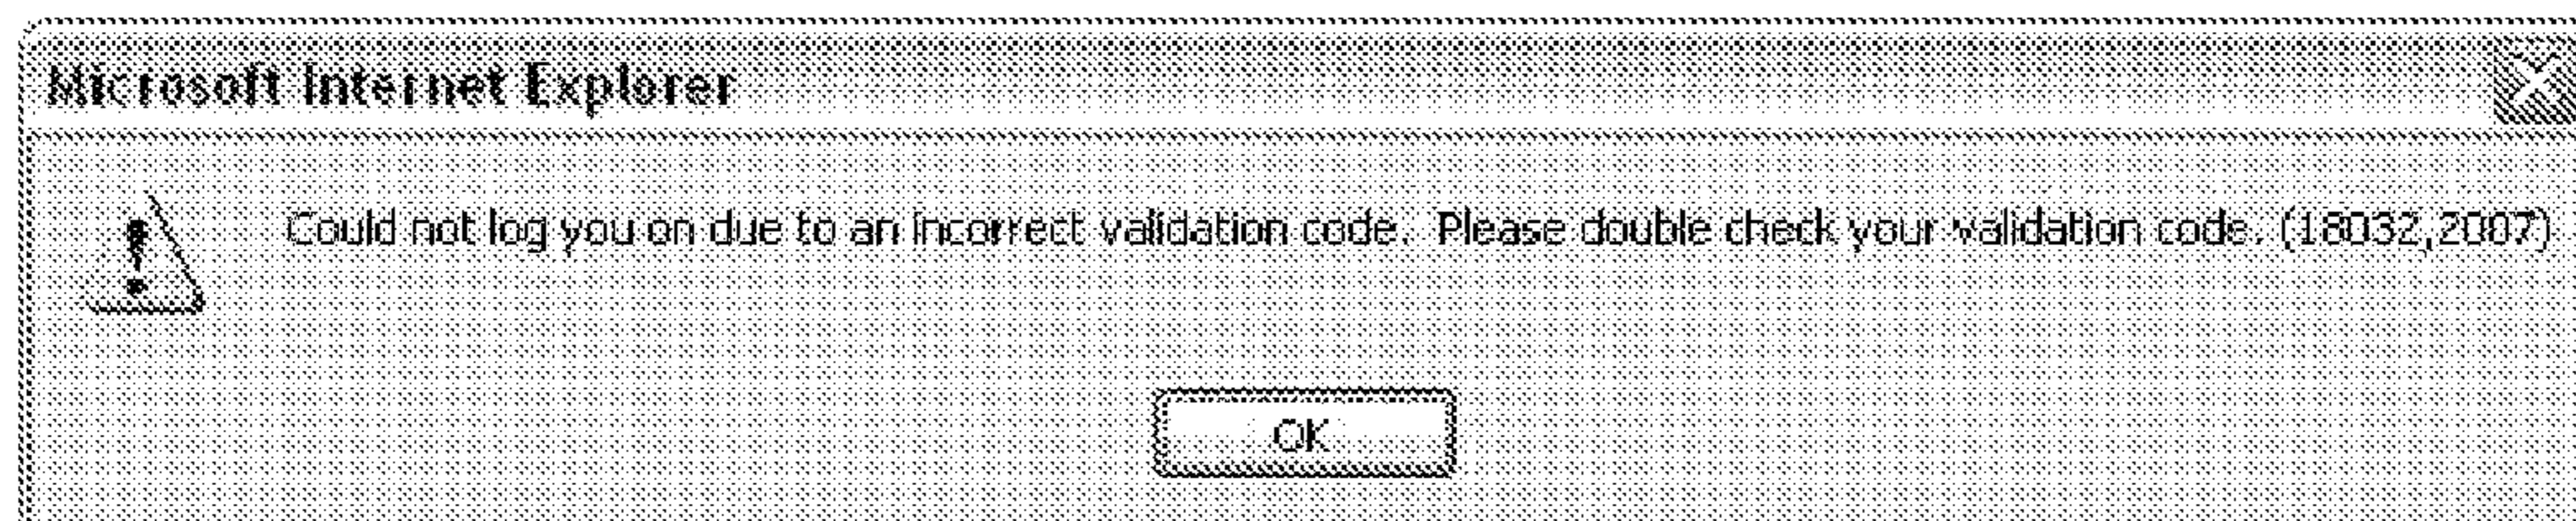 Microsoft Internet Explorer
Could not log you on due to an incorrect validation code. Please double check your validation code. (18032,2007)
OK